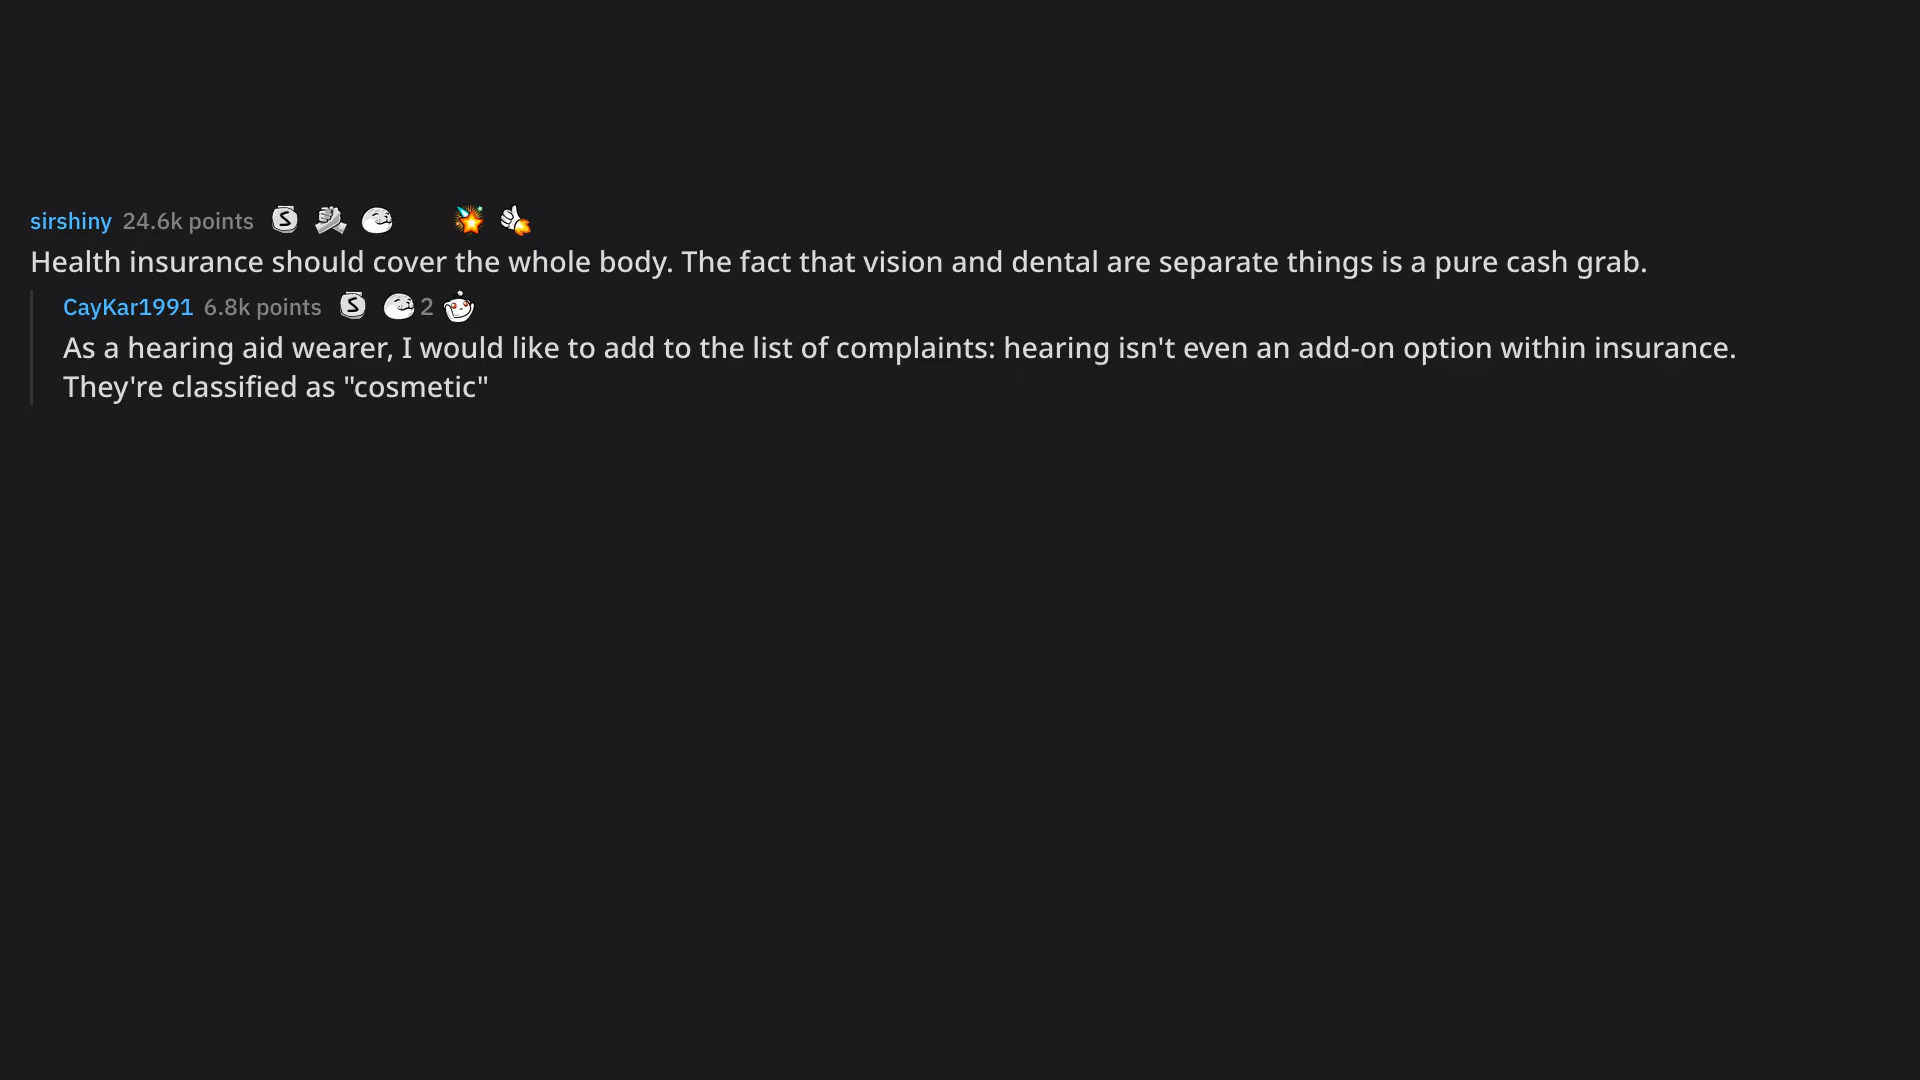 sirshiny 24.6k points
Health insurance should cover the whole body. The fact that vision and dental are separate things is a pure cash grab.
CayKar1991 6.8k points 2
As a hearing aid wearer, I would like to add to the list of complaints: hearing isn't even an add-on option within insurance.
They're classified as "cosmetic"